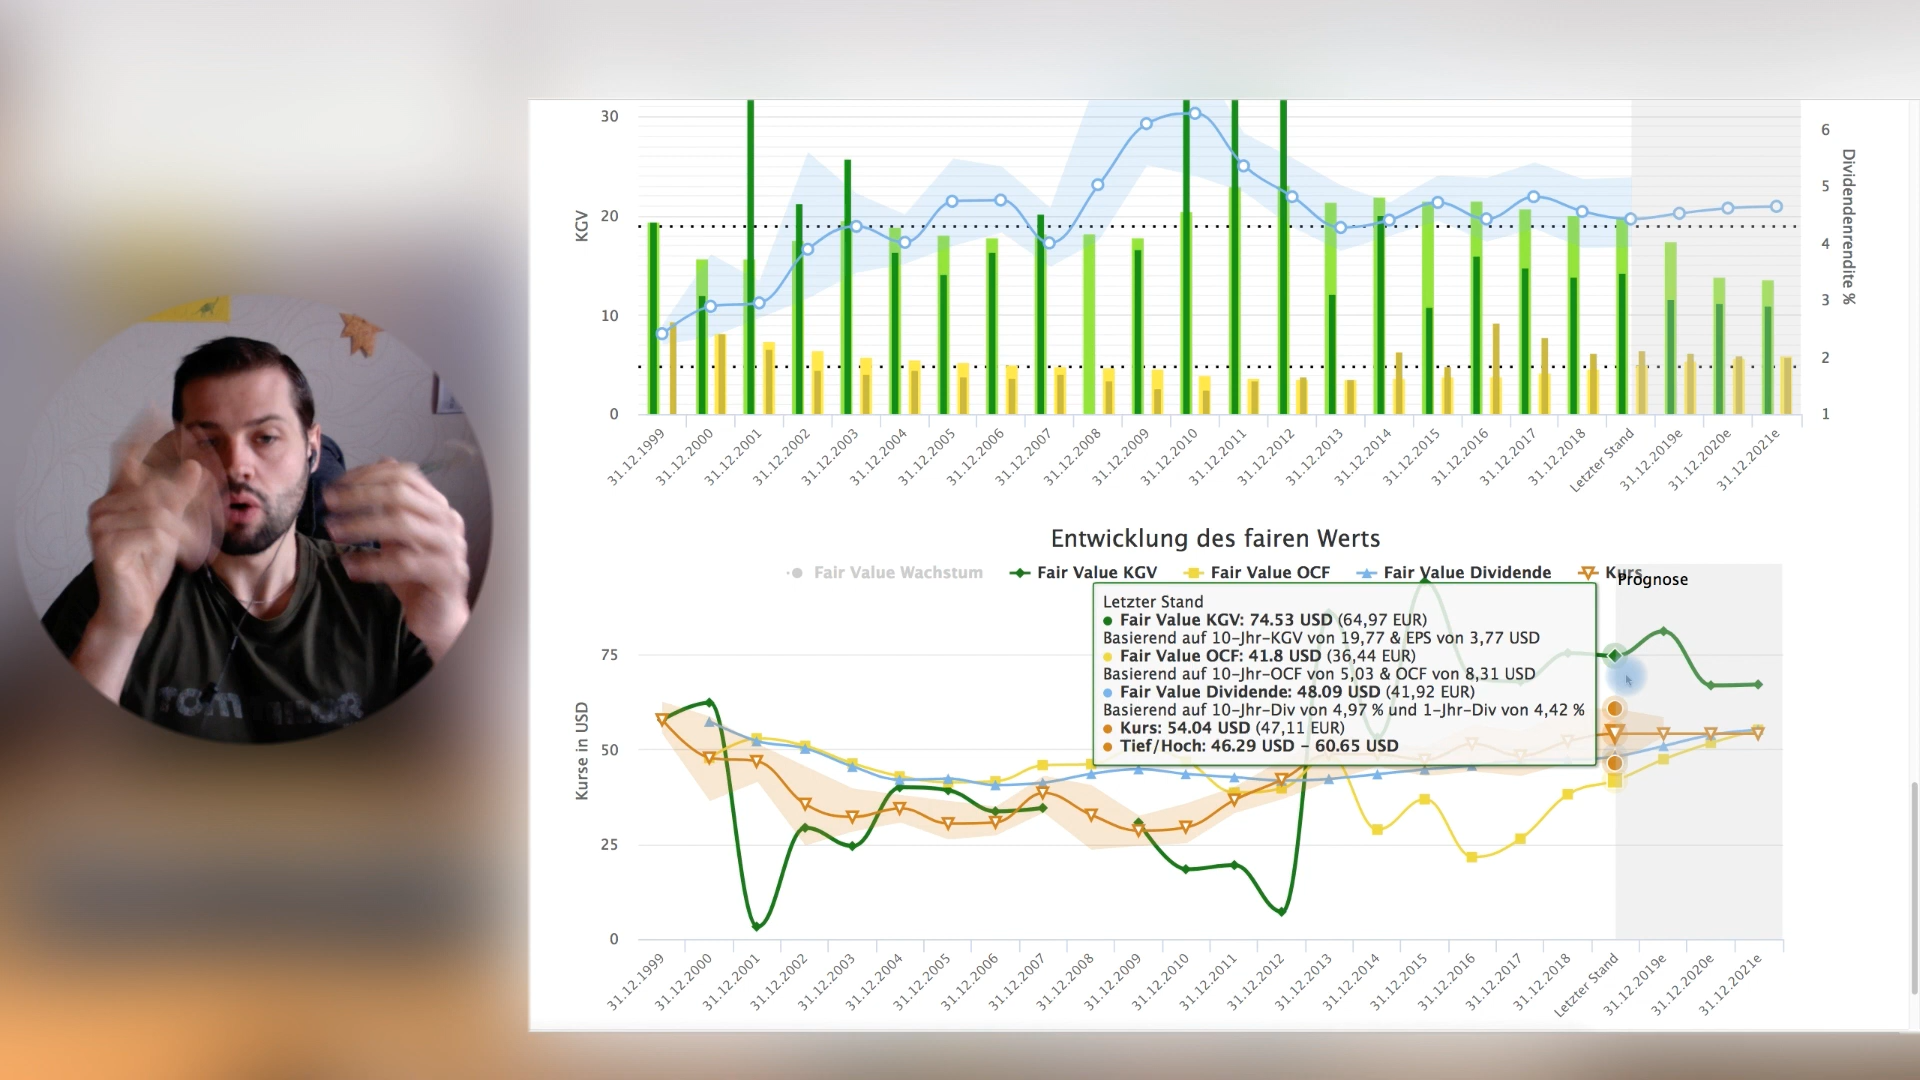 30
20
10
0
KGV
6
5
4
3
2
1
Dividendenrendite %
31.12.1999
31.12.2000
31.12.2001
31.12.2002
31.12.2003
31.12.2004
31.12.2005
31.12.2006
31.12.2007
31.12.2008
31.12.2009
31.12.2010
31.12.2011
31.12.2012
31.12.2013
31.12.2014
31.12.2015
31.12.2016
31.12.2017
31.12.2018
Letzter Stand
31.12.2019e
31.12.2020e
31.12.2021e
Entwicklung des fairen Werts
Fair Value Wachstum Fair Value KGV Fair Value OCF Fair Value Dividende Kurs
Prognose
Letzter Stand
Fair Value KGV: 74.53 USD (64,97 EUR)
Basierend auf 10-Jhr-KGV von 19,77 & EPS von 3,77 USD
Fair Value OCF: 41.8 USD (36,44 EUR)
Basierend auf 10-Jhr-OCF von 5,03 & OCF von 8,31 USD
Fair Value Dividende: 48.09 USD (41,92 EUR)
Basierend auf 10-Jhr-Div von 4,97 % und 1-Jhr-Div von 4,42 %
Kurs: 54.04 USD (47,11 EUR)
Tief/Hoch: 46.29 USD – 60.65 USD
75
50
25
0
Kurse in USD
31.12.1999
31.12.2000
31.12.2001
31.12.2002
31.12.2003
31.12.2004
31.12.2005
31.12.2006
31.12.2007
31.12.2008
31.12.2009
31.12.2010
31.12.2011
31.12.2012
31.12.2013
31.12.2014
31.12.2015
31.12.2016
31.12.2017
31.12.2018
Letzter Stand
31.12.2019e
31.12.2020e
31.12.2021e